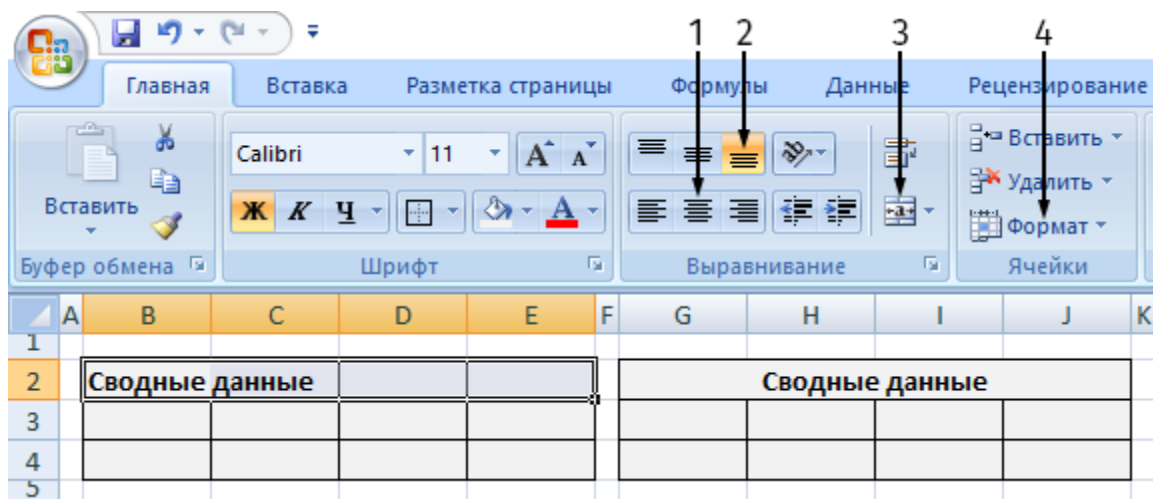 1 2 3 4
Главная Вставка Разметка страницы Формулы Данные Рецензировани
Вставить
Calibri 11 А А
Ж К Ч
Вставить
Удалить
Формат
Буфер обмена Шрифт Выравнивание Ячейки
A B C D E F G H I J K
1
2 Сводные данные Сводные данные
3
4
5